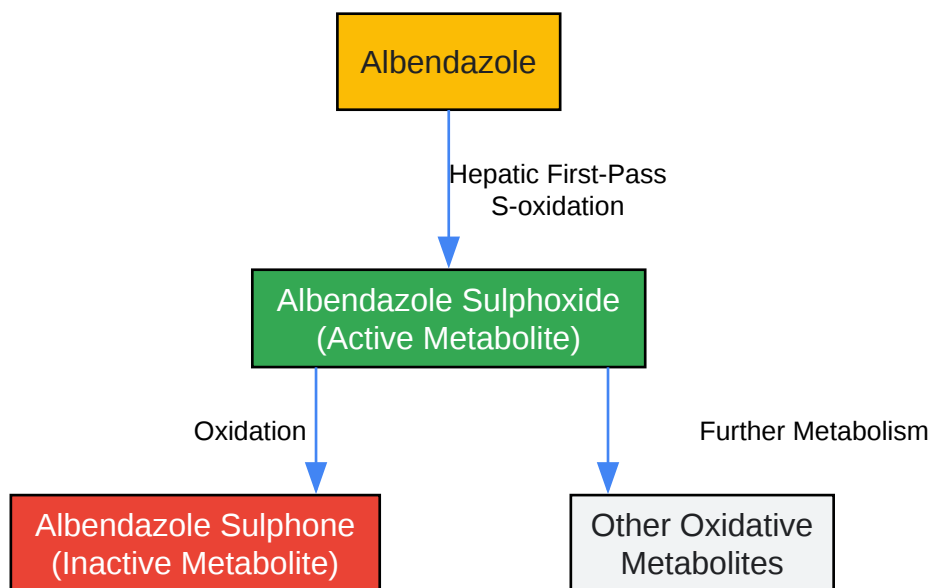 Albendazole
Hepatic First-Pass
S-oxidation
Albendazole Sulphoxide
(Active Metabolite)
Oxidation
Further Metabolism
Albendazole Sulphone
(Inactive Metabolite)
Other Oxidative
Metabolites